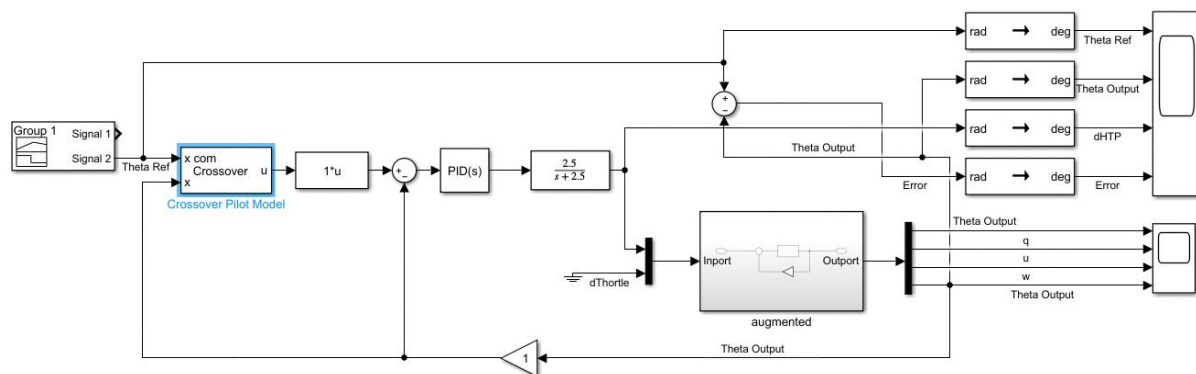 Group 1
Signal 1
Signal 2
Theta Ref
x com
Crossover
x
u
Crossover Pilot Model
1*u
+
−
PID(s)
2.5
s + 2.5
+
−
rad
deg
Theta Ref
rad
deg
Theta Output
rad
deg
dHTP
rad
deg
Error
Theta Output
Error
dThortle
Inport
Outport
augmented
Theta Output
q
u
w
Theta Output
Theta Output
1